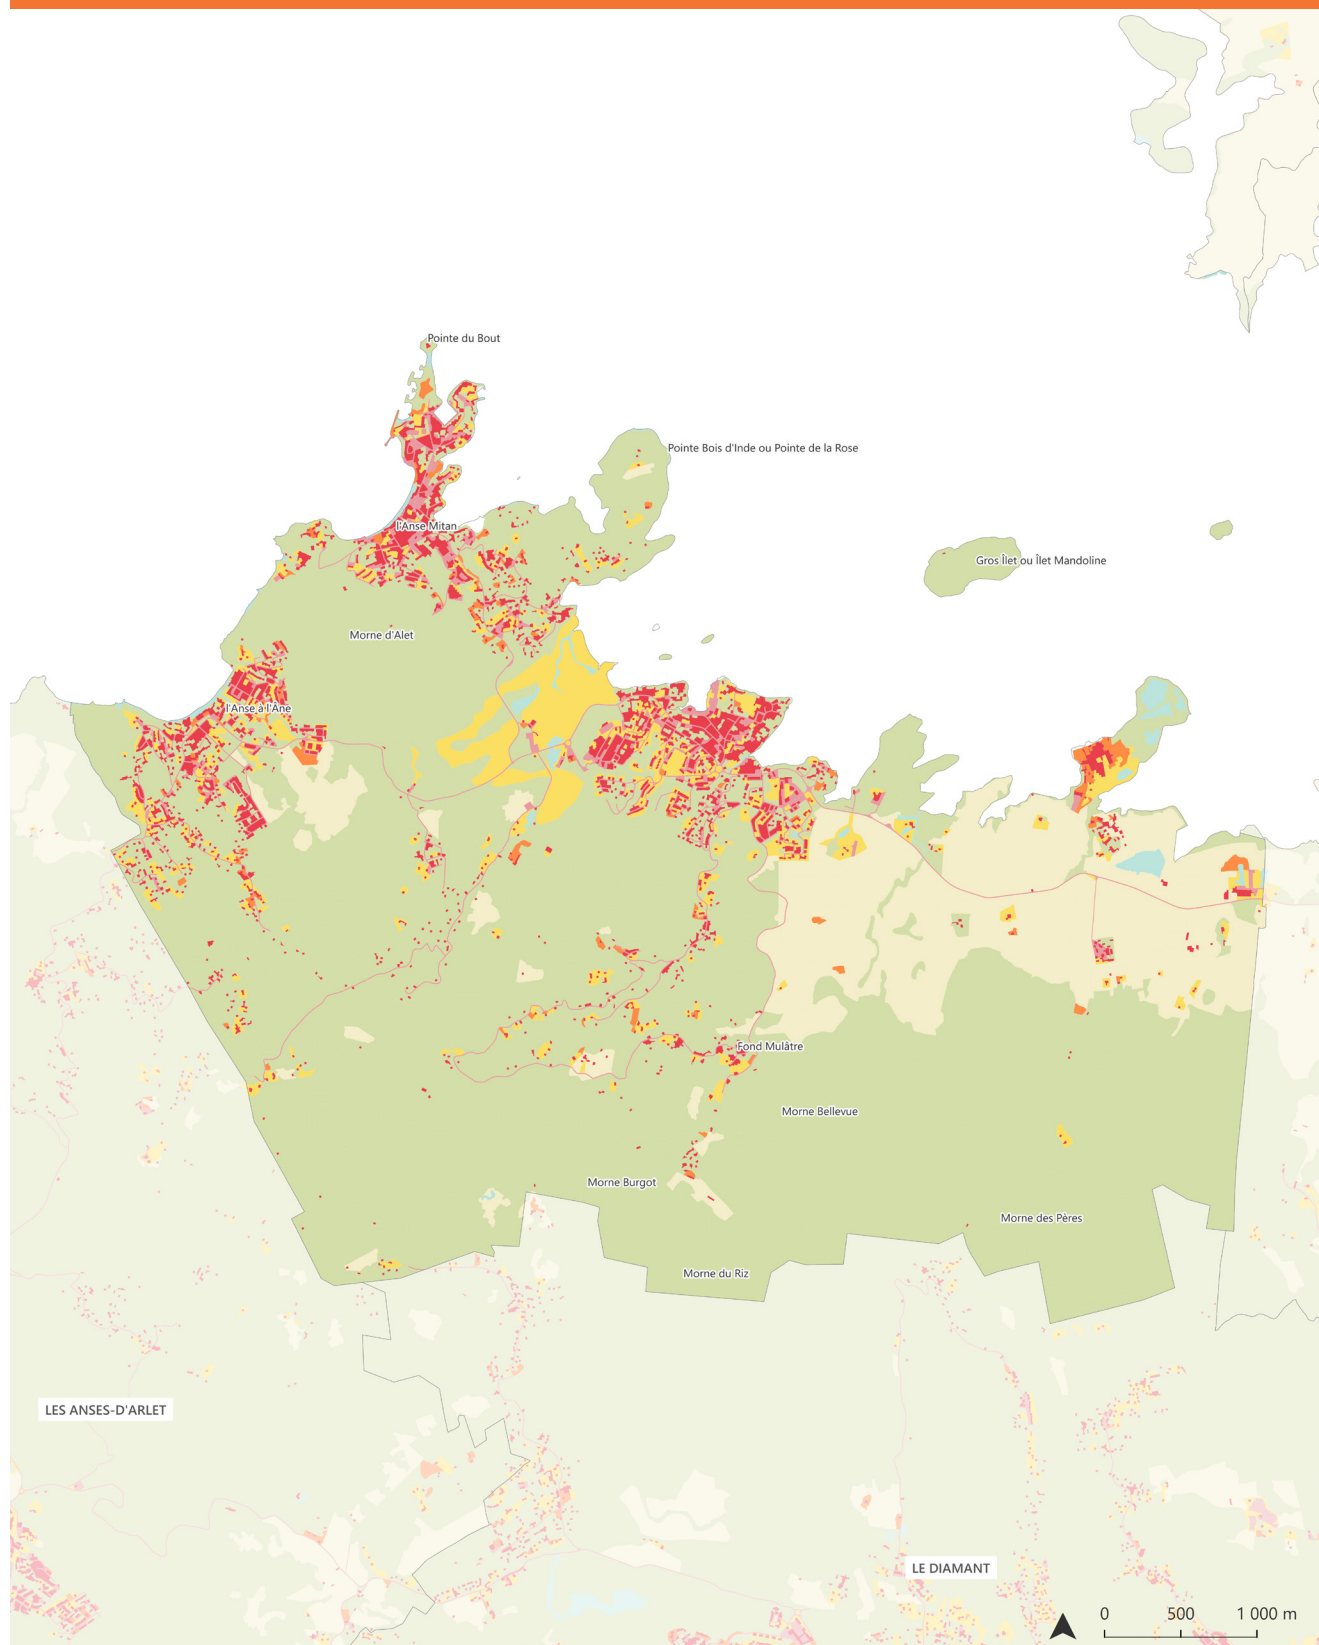 Pointe du Bout
Pointe Bois d'Inde ou Pointe de la Rose
l'Anse Mitan
Gros Îlet ou Îlet Mandoline
Morne d'Alet
l'Anse à l'Âne
Fond Mulâtre
Morne Bellevue
Morne Burgot
Morne des Pères
Morne du Riz
LES ANSES-D'ARLET
LE DIAMANT
0 500 1 000 m